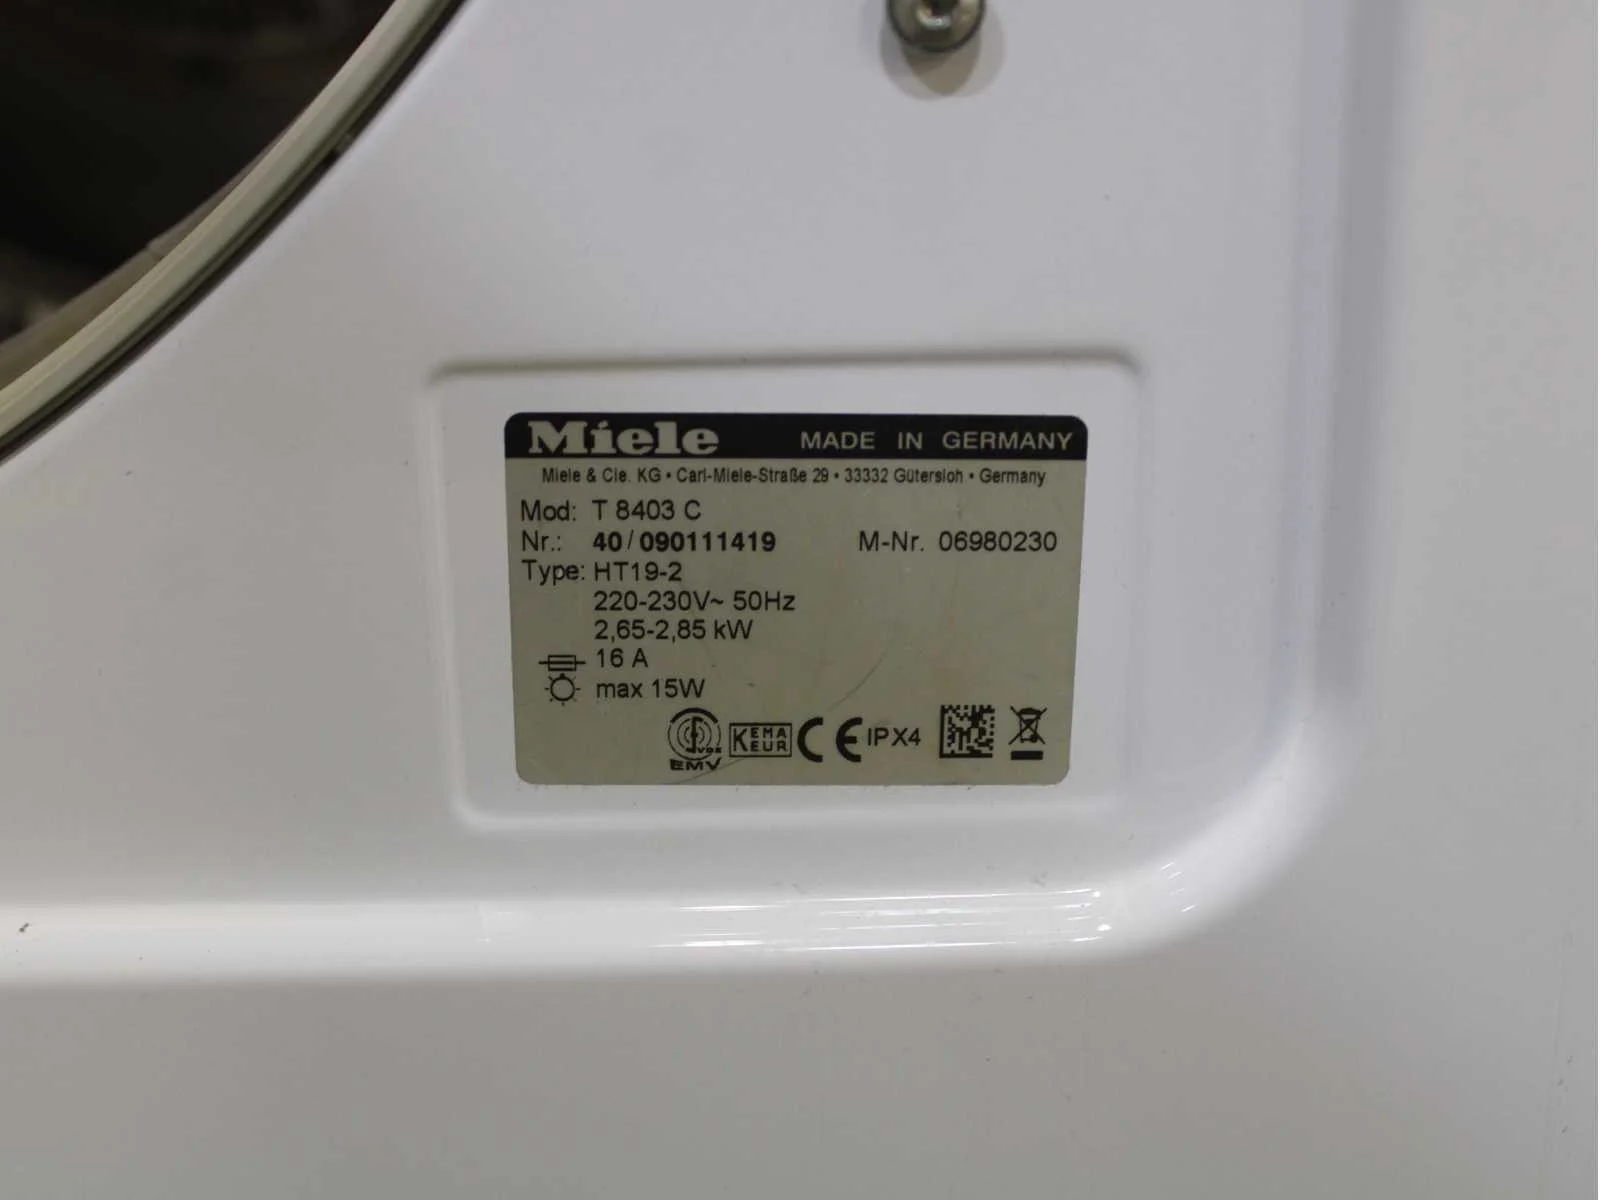 Miele MADE IN GERMANY
Miele & Cie. KG • Carl-Miele-Straße 29 • 33332 Gütersloh • Germany
Mod: T 8403 C
Nr.: 40/090111419 M-Nr. 06980230
Type: HT19-2
220-230V~ 50Hz
2,65-2,85 kW
16 A
max 15W
VDE KEMA CE IPX4
EMV EUR